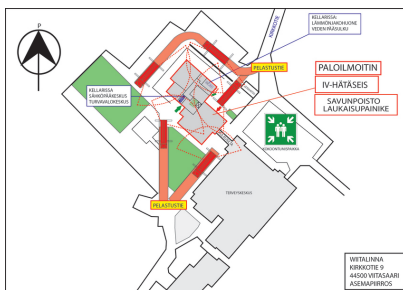 KELLARISSA:
LÄMMÖNJAKOHUONE
VEDEN PÄÄSULKU
KIRKKOTIE
PELASTUSTIE
PALOILMOITIN
IV-HÄTÄSEIS
SAVUNPOISTO
LAUKAISUPAINIKE
KELLARISSA
SÄHKÖPÄÄKESKUS
TURVAVALOKESKUS
KOKOONTUMISPAIKKA
TERVEYSKESKUS
PELASTUSTIE
WIITALINNA
KIRKKOTIE 9
44500 VIITASAARI
ASEMAPIIRROS